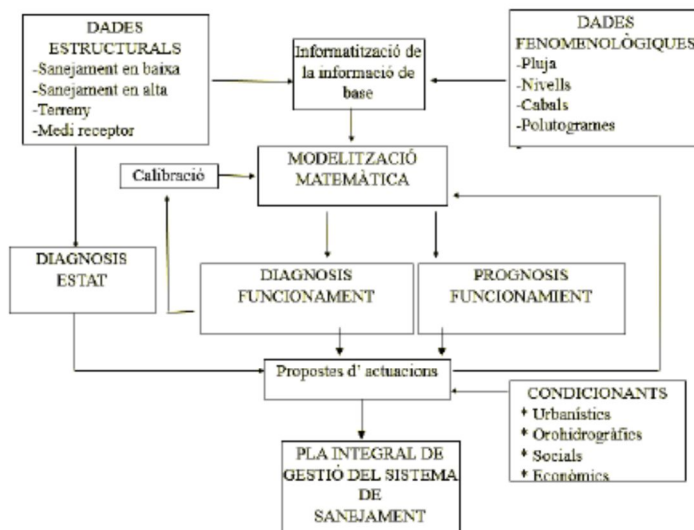 DADES
ESTRUCTURALS
-Sanejament en baixa
-Sanejament en alta
-Terreny
-Medi receptor
Informatització de
la informació de
base
DADES
FENOMENOLÒGIQUES
-Pluja
-Nivells
-Cabals
-Polutogrames
-
Calibració
MODELITZACIÓ
MATEMÀTICA
DIAGNOSIS
ESTAT
DIAGNOSIS
FUNCIONAMENT
PROGNOSIS
FUNCIONAMIENT
Propostes d’ actuacions
CONDICIONANTS
* Urbanístics
* Orohidrogràfics
* Socials
* Econòmics
PLA INTEGRAL DE
GESTIÓ DEL SISTEMA
DE
SANEJAMENT